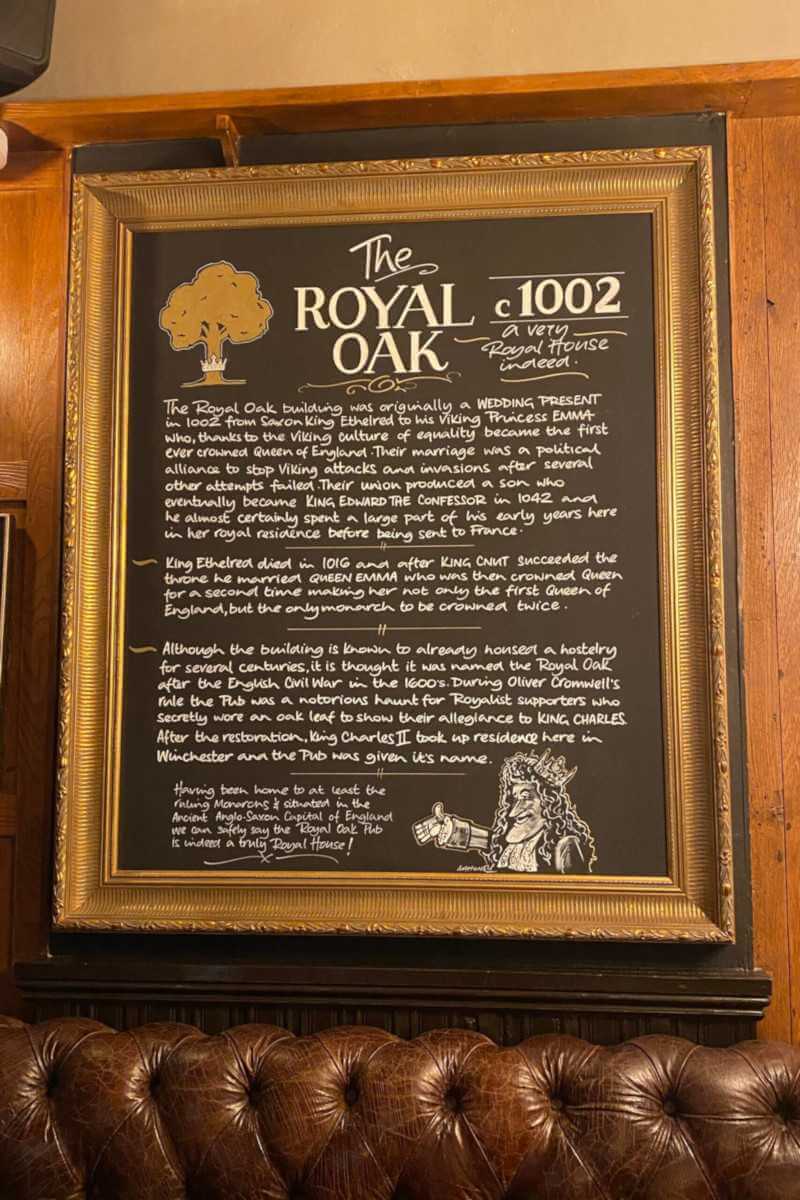 The
ROYAL
OAK
c1002
a very
Royal House
indeed.
The Royal Oak building was originally a WEDDING PRESENT
in 1002 from Saxon King Ethelred to his Viking Princess EMMA
who, thanks to the Viking culture of equality became the first
ever crowned Queen of England. Their marriage was a political
alliance to stop Viking attacks and invasions after several
other attempts failed. Their union produced a son who
eventually became KING EDWARD THE CONFESSOR in 1042 and
he almost certainly spent a large part of his early years here
in her royal residence before being sent to France.
King Ethelred died in 1016 and after KING CNUT succeeded the
throne he married QUEEN EMMA who was then crowned Queen
for a second time making her not only the first Queen of
England, but the only monarch to be crowned twice.
Although the building is known to already housed a hostelry
for several centuries, it is thought it was named the Royal Oak
after the English Civil War in the 1600's. During Oliver Cromwell's
rule the Pub was a notorious haunt for Royalist supporters who
secretly wore an oak leaf to show their allegiance to KING CHARLES.
After the restoration, King Charles II took up residence here in
Winchester and the Pub was given it's name.
Having been home to at least the
ruling Monarchs & situated in the
Ancient Anglo-Saxon Capital of England
we can safely say the Royal Oak Pub
is indeed a truly Royal House!